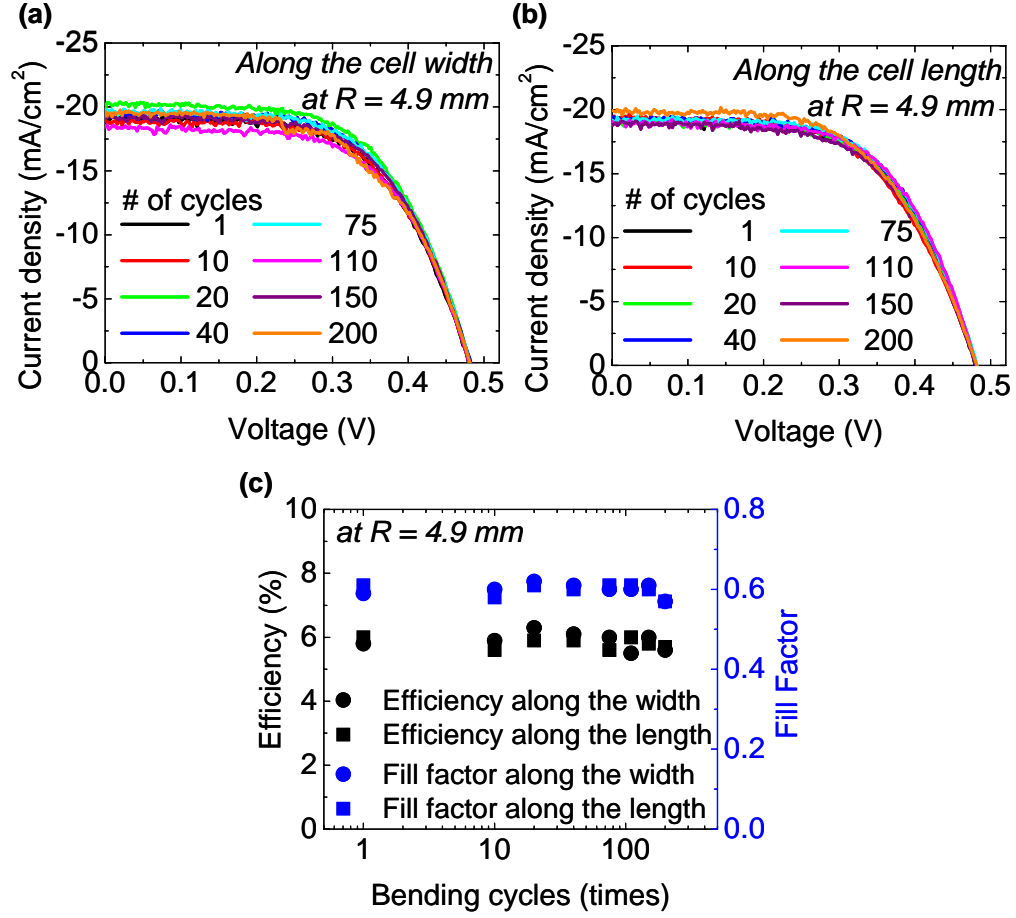 (a)
-25
-20
-15
-10
-5
0
Current density (mA/cm²)
Along the cell width
at R = 4.9 mm
# of cycles
1 75
10 110
20 150
40 200
0.0 0.1 0.2 0.3 0.4 0.5
Voltage (V)
(b)
-25
-20
-15
-10
-5
0
Current density (mA/cm²)
Along the cell length
at R = 4.9 mm
# of cycles
1 75
10 110
20 150
40 200
0.0 0.1 0.2 0.3 0.4 0.5
Voltage (V)
(c)
10
8
6
4
2
0
Efficiency (%)
at R = 4.9 mm
Efficiency along the width
Efficiency along the length
Fill factor along the width
Fill factor along the length
0.8
0.6
0.4
0.2
0.0
Fill Factor
1 10 100
Bending cycles (times)